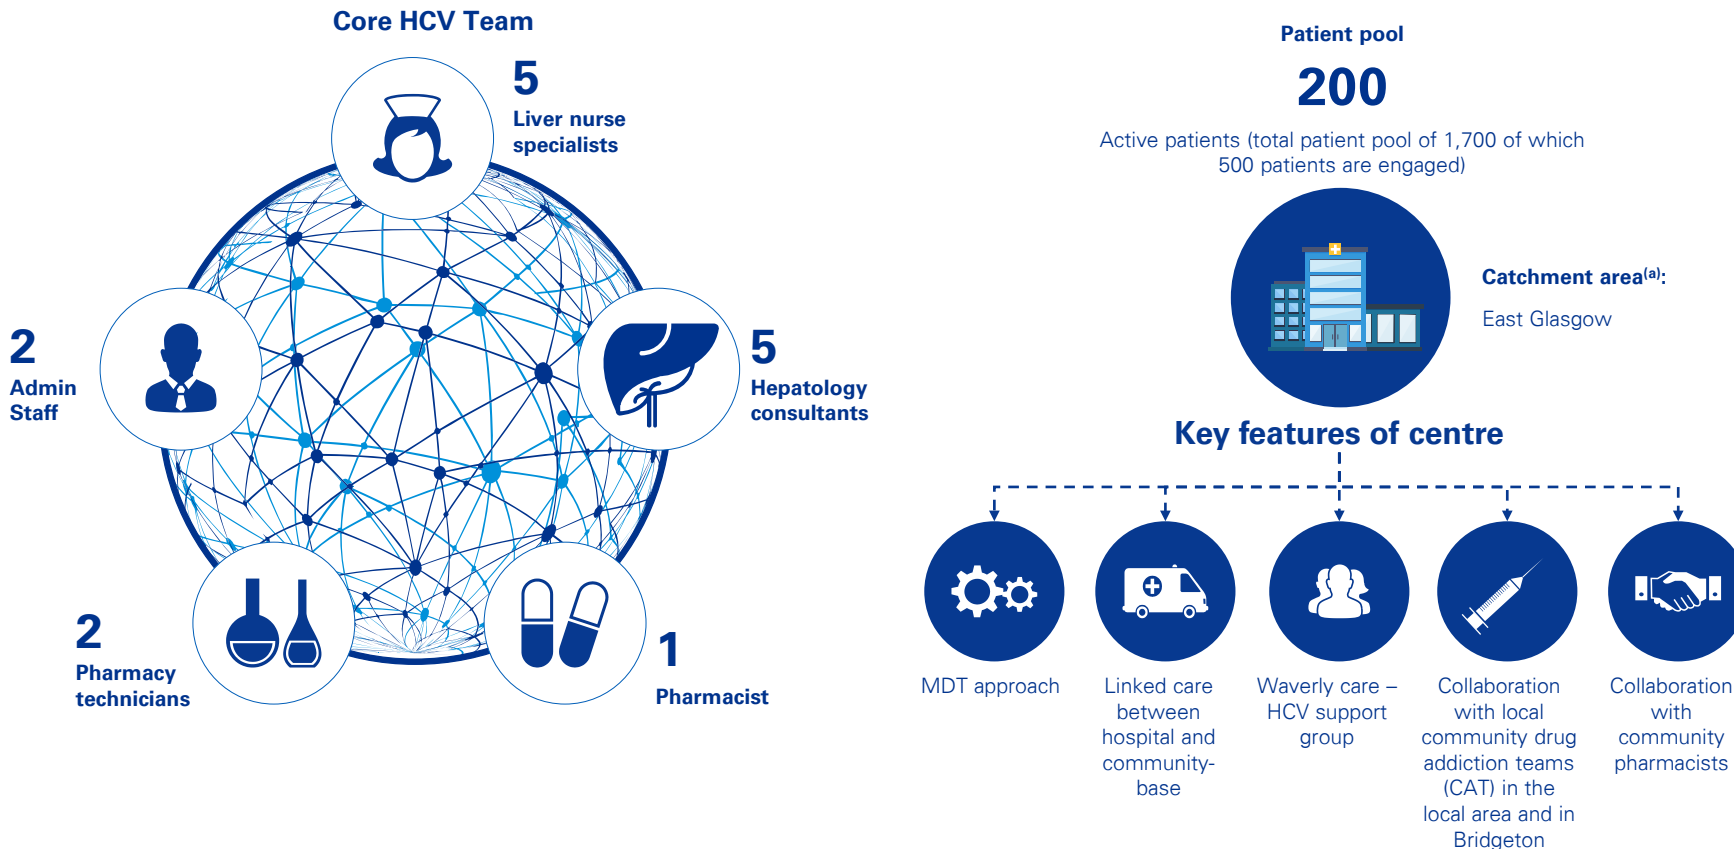 Core HCV Team
5
Liver nurse
specialists
2
Admin
Staff
5
Hepatology
consultants
2
Pharmacy
technicians
1
Pharmacist
Patient pool
200
Active patients (total patient pool of 1,700 of which
500 patients are engaged)
Catchment area(a):
East Glasgow
Key features of centre
MDT approach
Linked care
between
hospital and
community-
base
Waverly care –
HCV support
group
Collaboration
with local
community drug
addiction teams
(CAT) in the
local area and in
Bridgeton
Collaboration
with
community
pharmacists